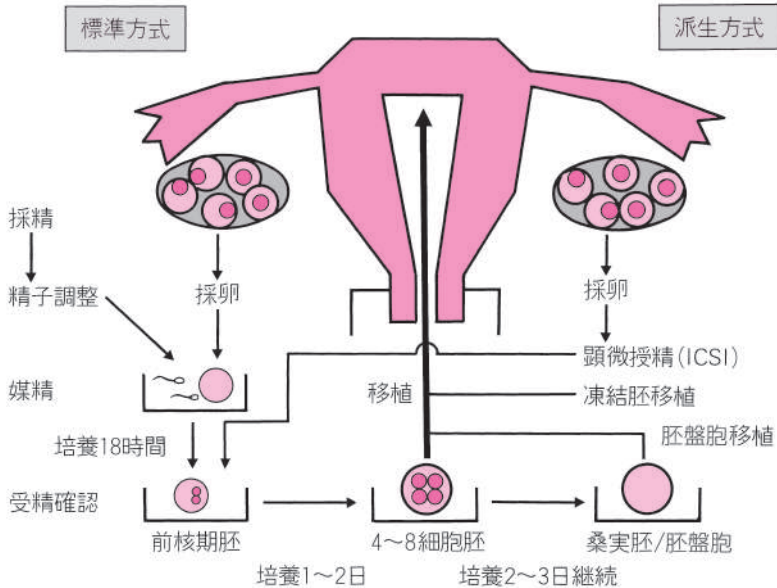 標準方式
派生方式
採精
精子調整
採卵
採卵
顕微授精(ICSI)
媒精
移植
凍結胚移植
培養18時間
胚盤胞移植
受精確認
前核期胚
4~8細胞胚
桑実胚/胚盤胞
培養1~2日
培養2~3日継続